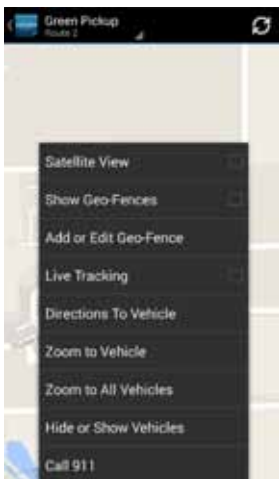 Green Pickup
Route 2
Satellite View
Show Geo-Fences
Add or Edit Geo-Fence
Live Tracking
Directions To Vehicle
Zoom to Vehicle
Zoom to All Vehicles
Hide or Show Vehicles
Call 911